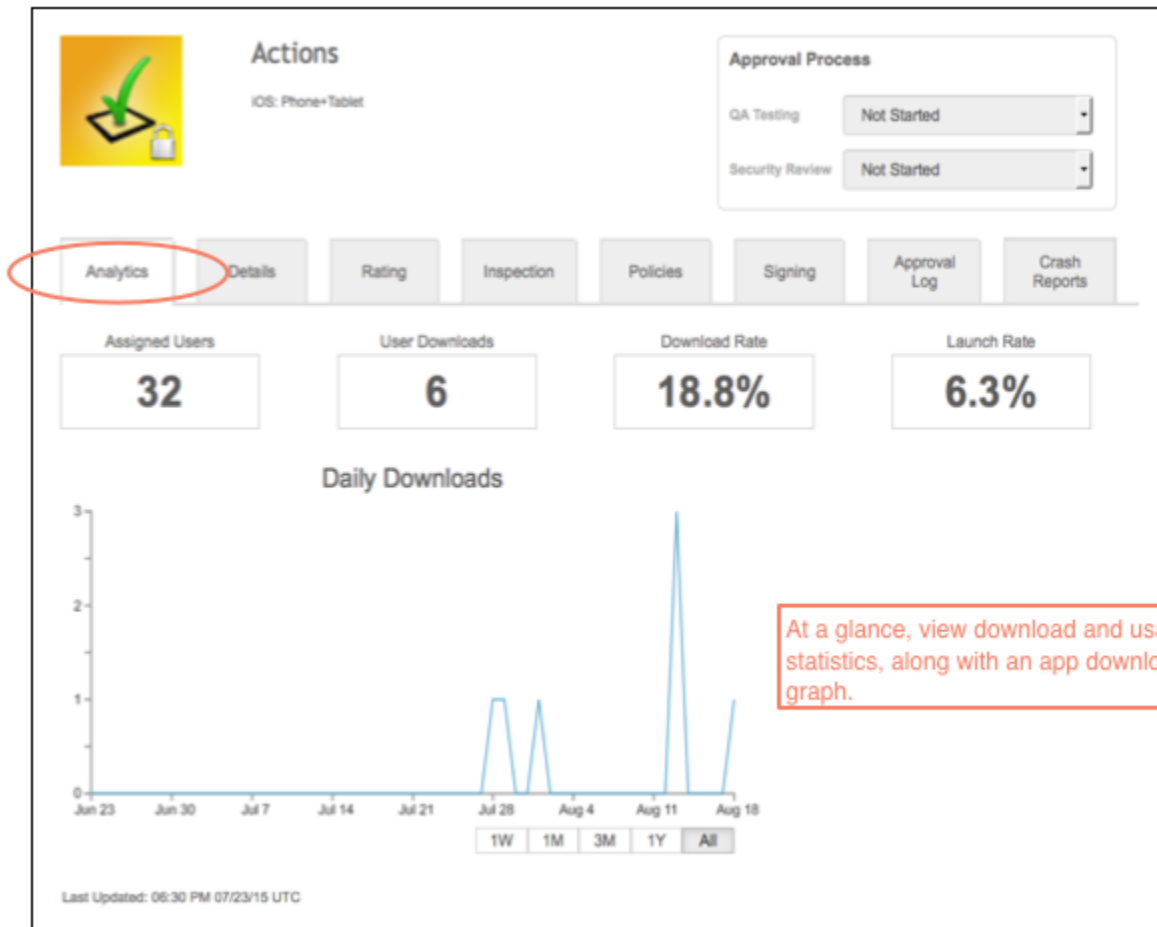 Actions
iOS: Phone+Tablet
Approval Process
QA Testing
Not Started
Security Review
Not Started
Analytics
Details
Rating
Inspection
Policies
Signing
Approval
Log
Crash
Reports
Assigned Users
User Downloads
Download Rate
Launch Rate
32
6
18.8%
6.3%
Daily Downloads
3
2
1
0
Jun 23 Jun 30 Jul 7 Jul 14 Jul 21 Jul 28 Aug 4 Aug 11 Aug 18
1W 1M 3M 1Y All
At a glance, view download and
statistics, along with an app
graph.
Last Updated: 06:30 PM 07/23/15 UTC